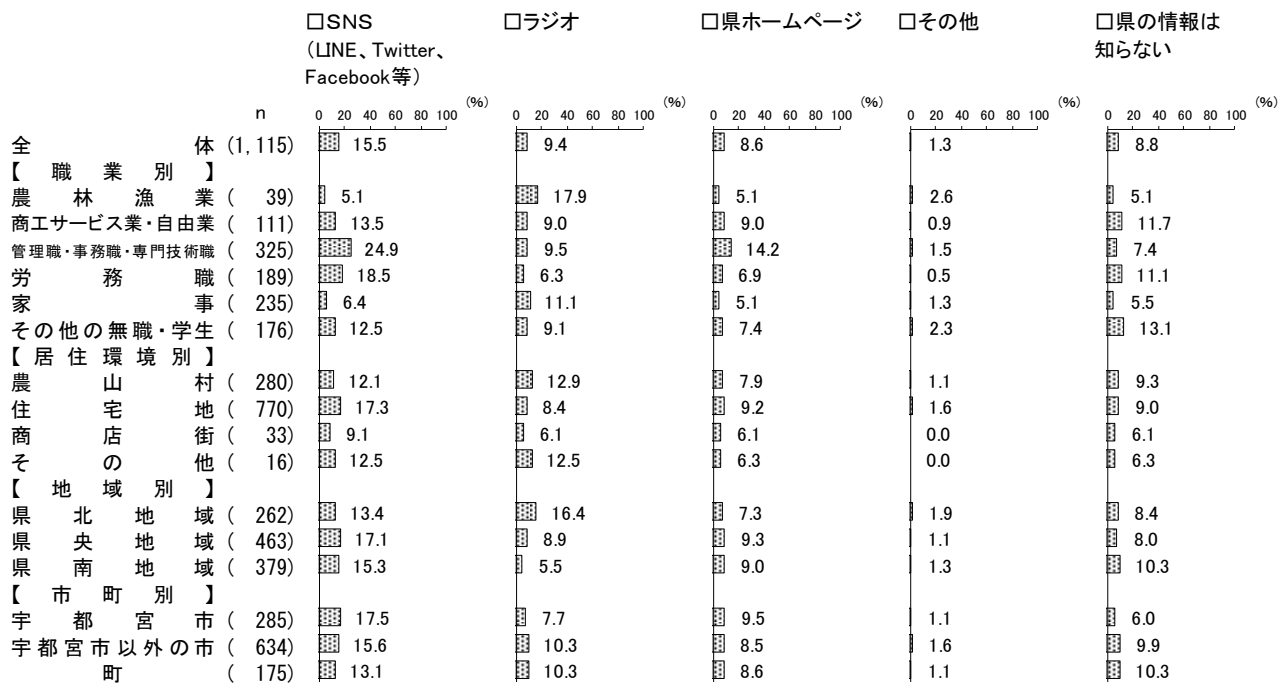 □SNS □ラジオ □県ホームページ □その他 □県の情報は
(LINE、Twitter、 知らない
Facebook等)
n 0 20 40 60 80 100 (%) 0 20 40 60 80 100 (%) 0 20 40 60 80 100 (%) 0 20 40 60 80 100 (%) 0 20 40 60 80 100 (%)
全体 (1,115) 15.5 9.4 8.6 1.3 8.8
【職業別】
農林漁業 ( 39) 5.1 17.9 5.1 2.6 5.1
商工サービス業・自由業 ( 111) 13.5 9.0 9.0 0.9 11.7
管理職・事務職・専門技術職 ( 325) 24.9 9.5 14.2 1.5 7.4
労務職 ( 189) 18.5 6.3 6.9 0.5 11.1
家事 ( 235) 6.4 11.1 5.1 1.3 5.5
その他の無職・学生 ( 176) 12.5 9.1 7.4 2.3 13.1
【居住環境別】
農山村 ( 280) 12.1 12.9 7.9 1.1 9.3
住宅地 ( 770) 17.3 8.4 9.2 1.6 9.0
商店街 ( 33) 9.1 6.1 6.1 0.0 6.1
その他 ( 16) 12.5 12.5 6.3 0.0 6.3
【地域別】
県北地域 ( 262) 13.4 16.4 7.3 1.9 8.4
県央地域 ( 463) 17.1 8.9 9.3 1.1 8.0
県南地域 ( 379) 15.3 5.5 9.0 1.3 10.3
【市町別】
宇都宮市 ( 285) 17.5 7.7 9.5 1.1 6.0
宇都宮市以外の市 ( 634) 15.6 10.3 8.5 1.6 9.9
町 ( 175) 13.1 10.3 8.6 1.1 10.3